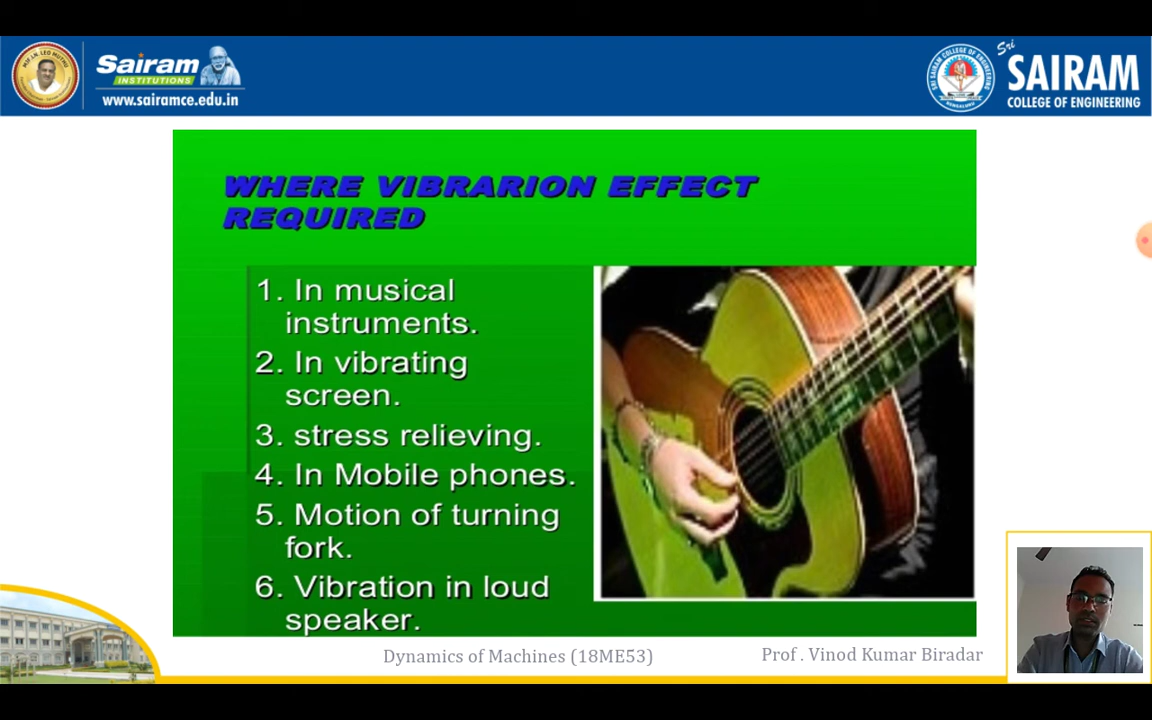 Sairam
INSTITUTIONS
www.sairamce.edu.in
Sri
SAIRAM
COLLEGE OF ENGINEERING
WHERE VIBRARION EFFECT
REQUIRED
1. In musical
instruments.
2. In vibrating
screen.
3. stress relieving.
4. In Mobile phones.
5. Motion of turning
fork.
6. Vibration in loud
speaker.
Dynamics of Machines (18ME53)
Prof . Vinod Kumar Biradar